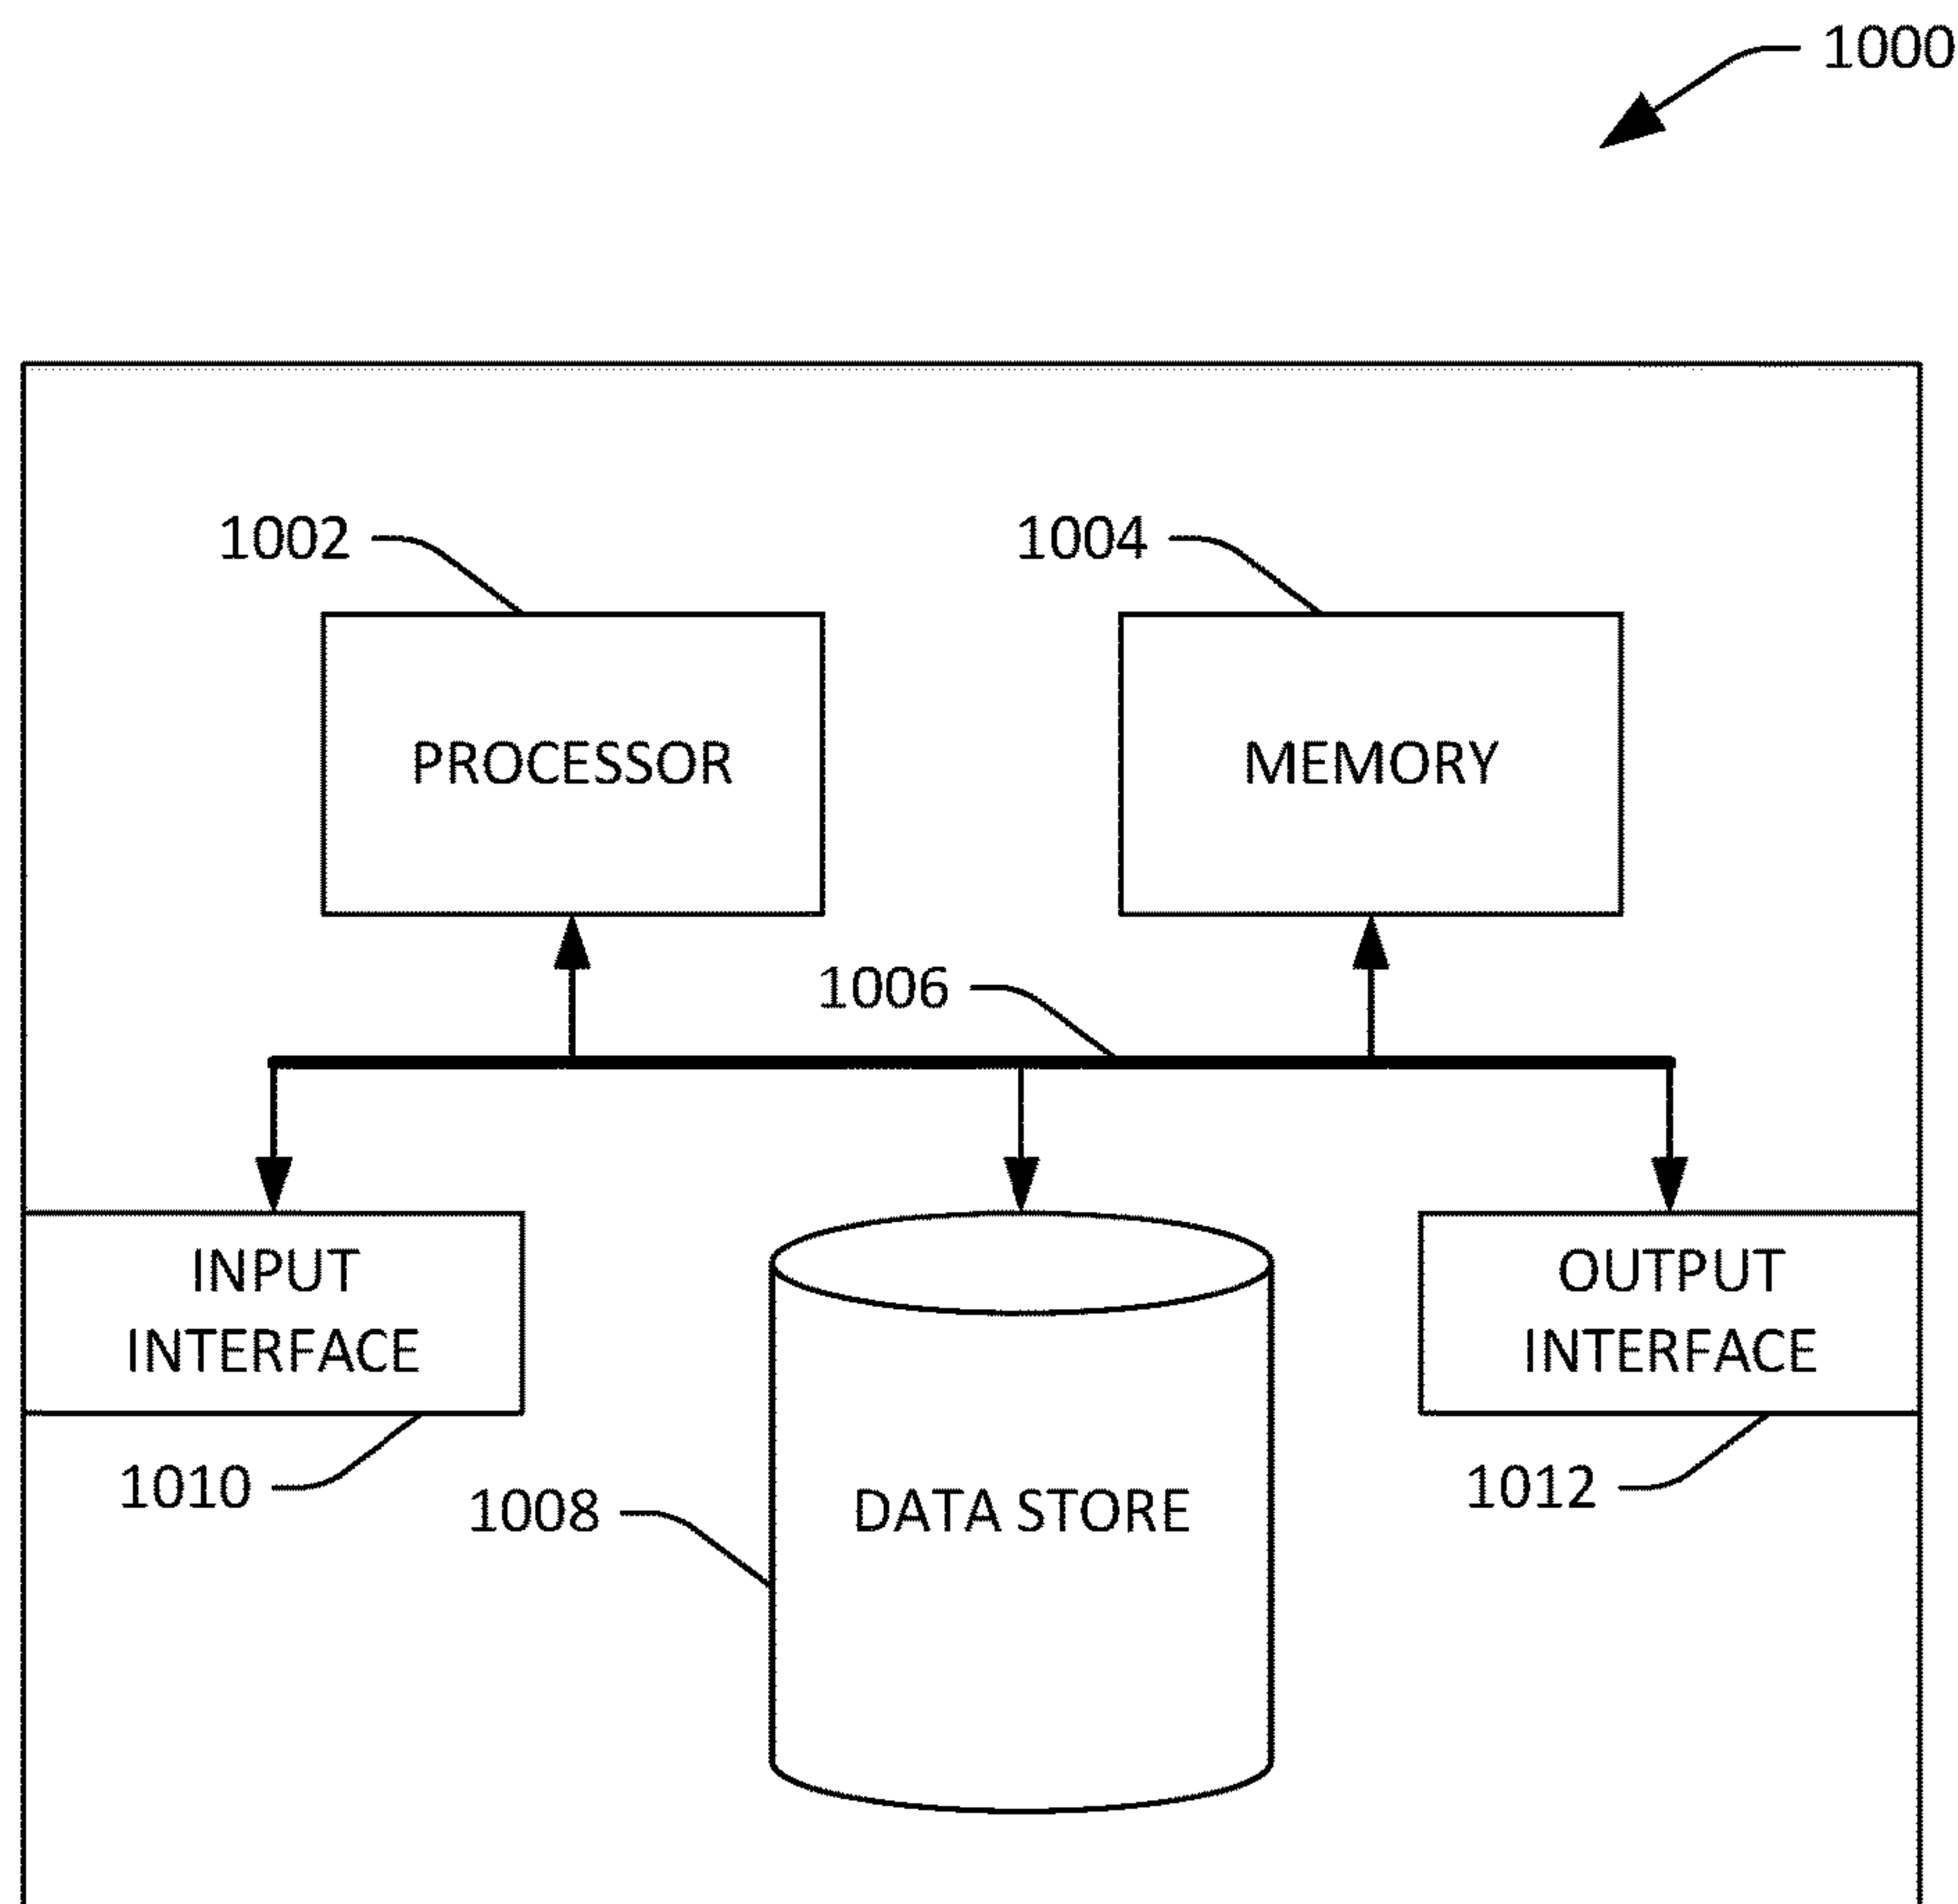 1000
1002
1004
PROCESSOR
MEMORY
1006
INPUT
INTERFACE
OUTPUT
INTERFACE
1010
1008
DATA STORE
1012